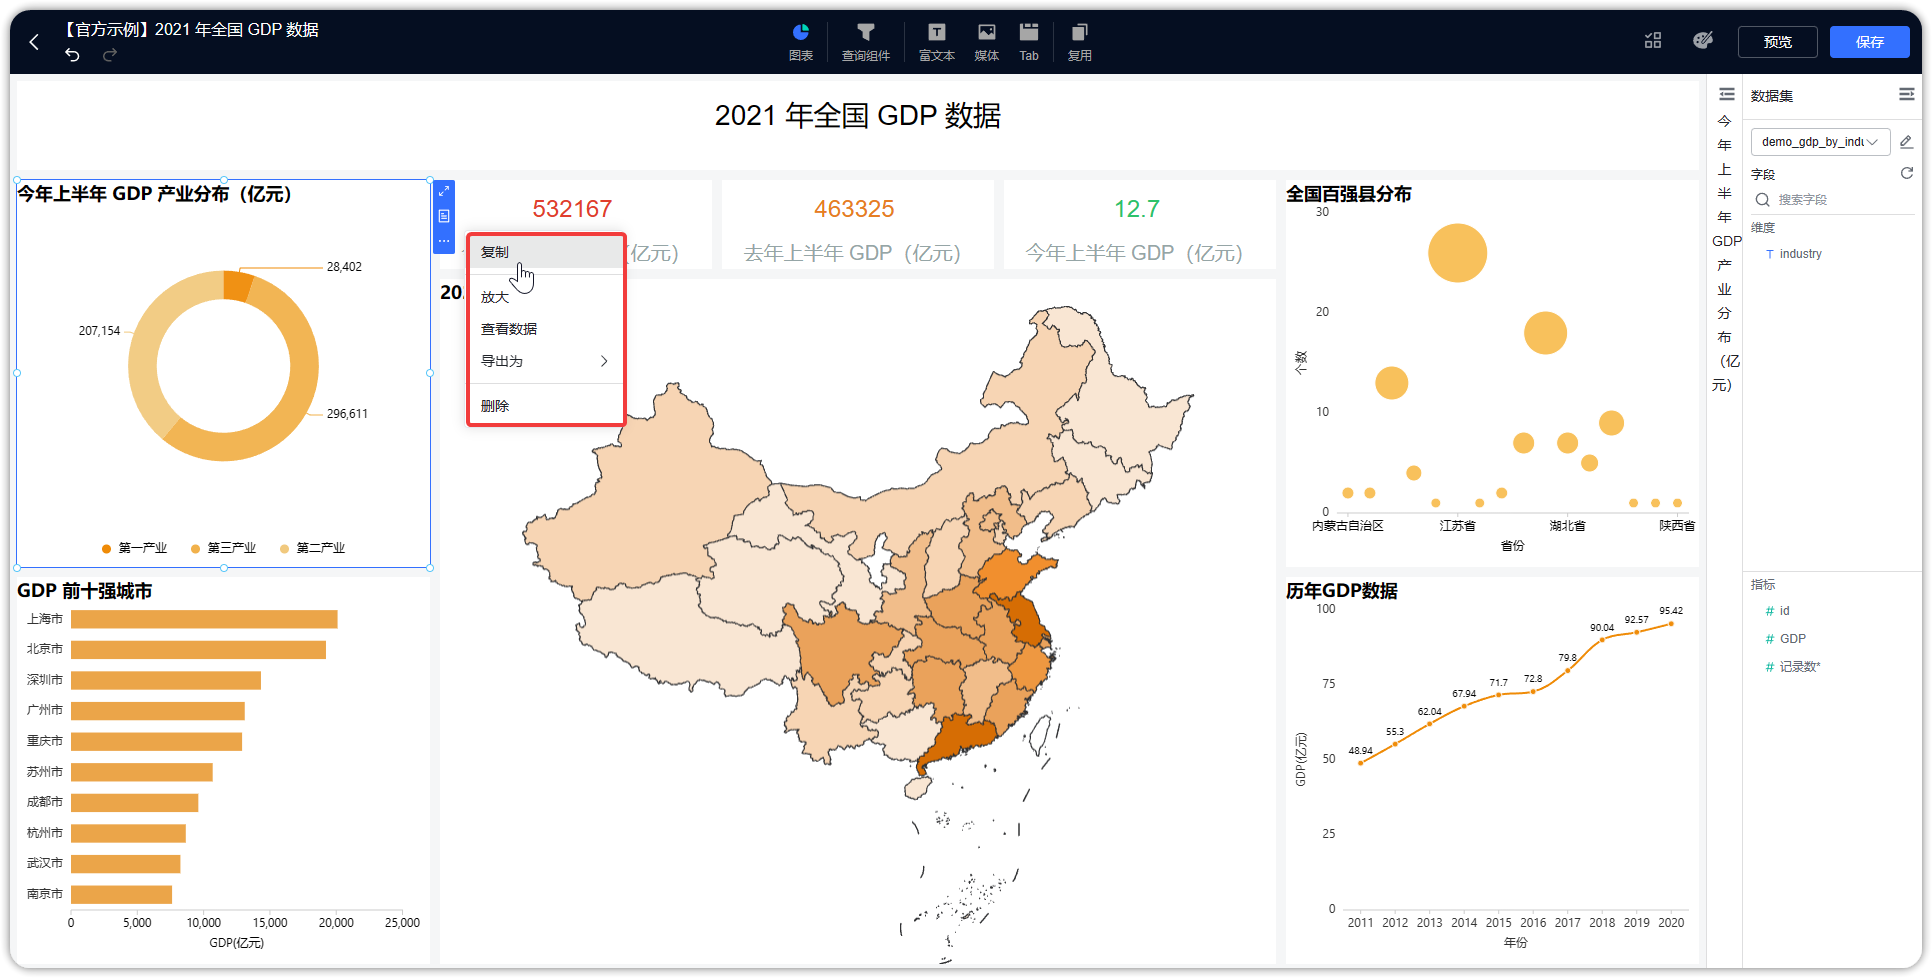 【官方示例】2021 年全国 GDP 数据
图表
查询组件
富文本
媒体
Tab
复用
预览
保存
2021 年全国 GDP 数据
今年上半年 GDP 产业分布（亿元）
28,402
207,154
296,611
第一产业
第三产业
第二产业
532167
（亿元）
463325
去年上半年 GDP（亿元）
12.7
今年上半年 GDP（亿元）
202
复制
放大
查看数据
导出为
删除
全国百强县分布
30
20
10
0
个数
内蒙古自治区
江苏省
湖北省
陕西省
省份
GDP 前十强城市
上海市
北京市
深圳市
广州市
重庆市
苏州市
成都市
杭州市
武汉市
南京市
0
5,000
10,000
15,000
20,000
25,000
GDP(亿元)
历年GDP数据
100
75
50
25
0
GDP(亿元)
48.94
55.3
62.04
67.94
71.7
72.8
79.8
90.04
92.57
95.42
2011
2012
2013
2014
2015
2016
2017
2018
2019
2020
年份
今
年
上
半
年
GDP
产
业
分
布
（亿
元）
数据集
demo_gdp_by_indu
字段
搜索字段
维度
T industry
指标
# id
# GDP
# 记录数*